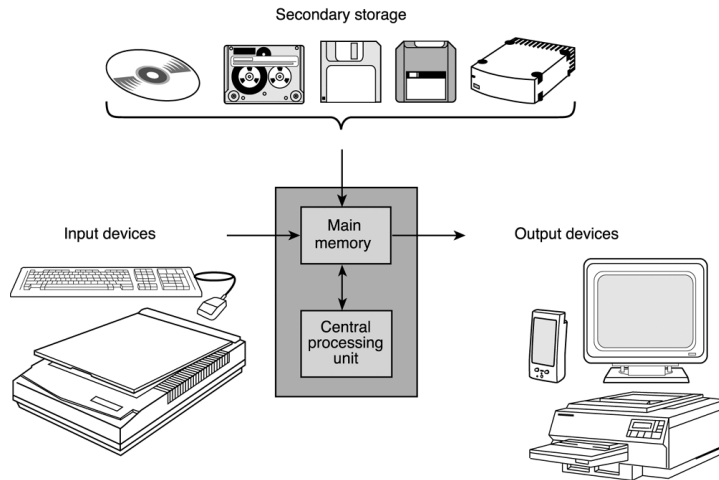 Secondary storage
Input devices
Main
memory
Output devices
Central
processing
unit